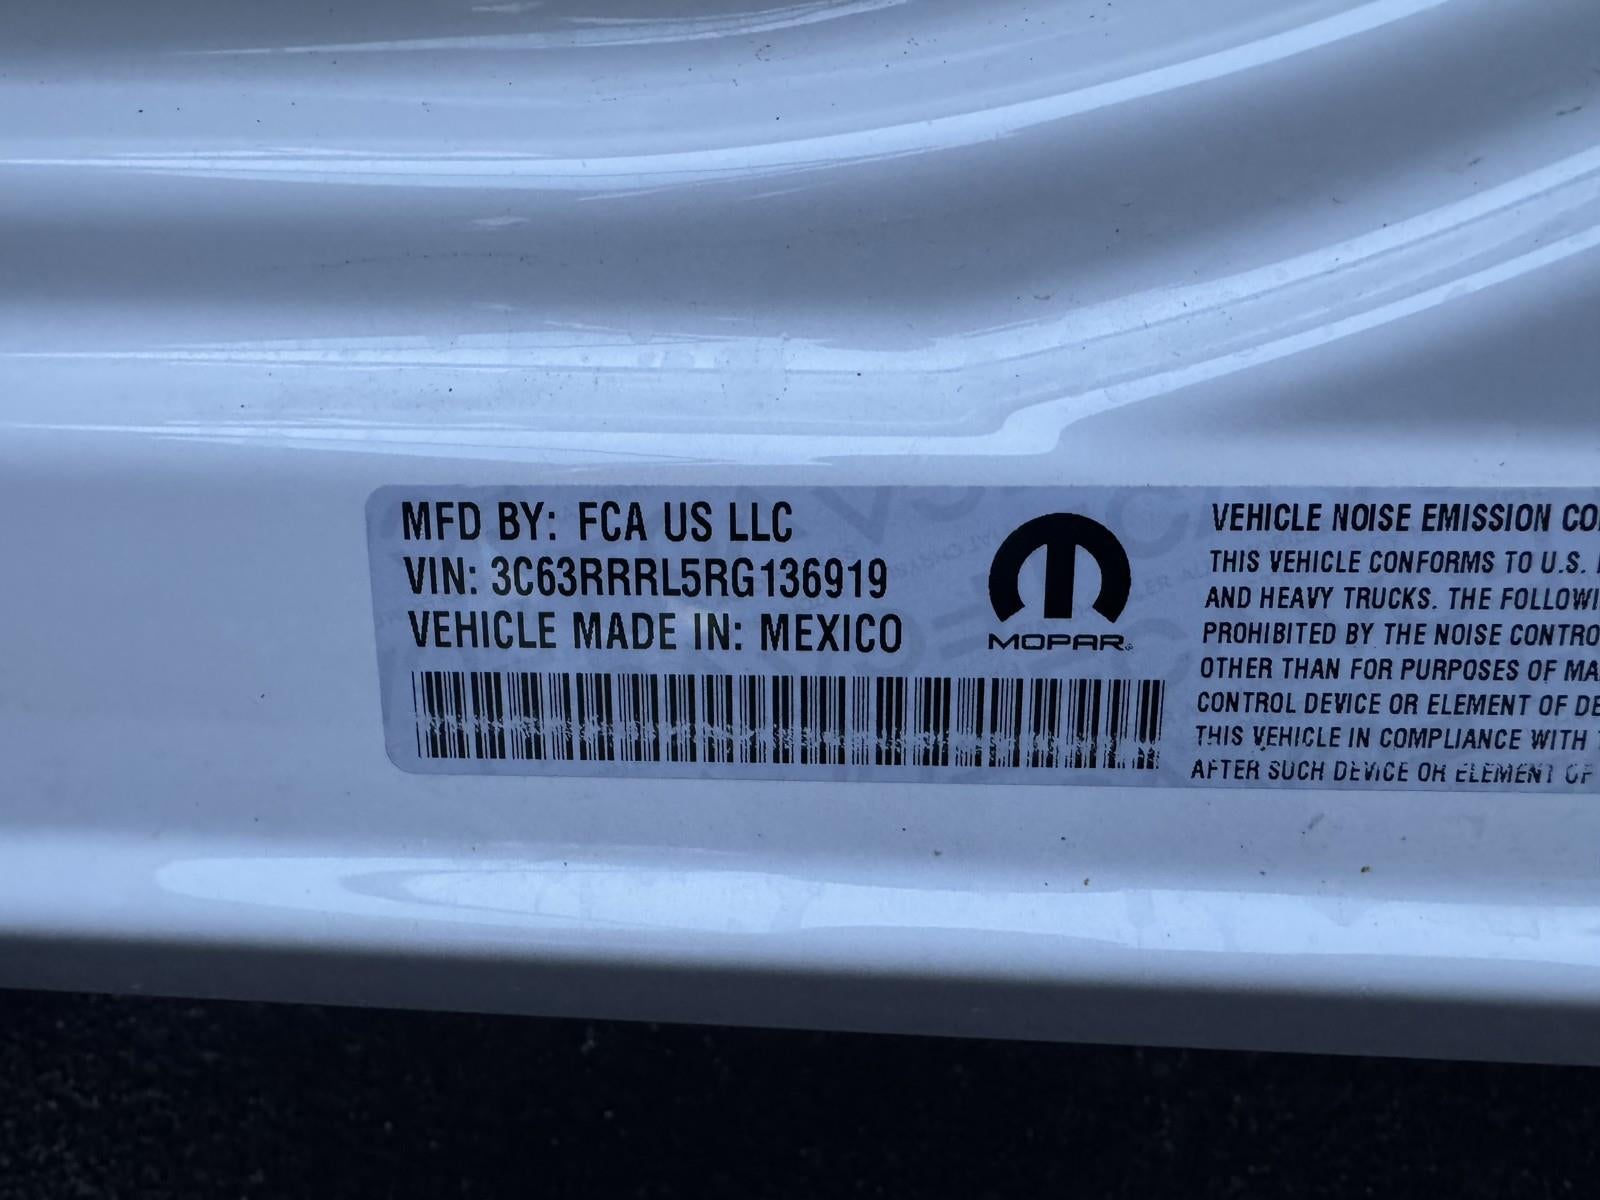 MFD BY: FCA US LLC
VIN: 3C63RRRL5RG136919
VEHICLE MADE IN: MEXICO
MOPAR®
VEHICLE NOISE EMISSION CO
THIS VEHICLE CONFORMS TO U.S.
AND HEAVY TRUCKS. THE FOLLOWI
PROHIBITED BY THE NOISE CONTRO
OTHER THAN FOR PURPOSES OF MA
CONTROL DEVICE OR ELEMENT OF DE
THIS VEHICLE IN COMPLIANCE WITH
AFTER SUCH DEVICE OR ELEMENT OF